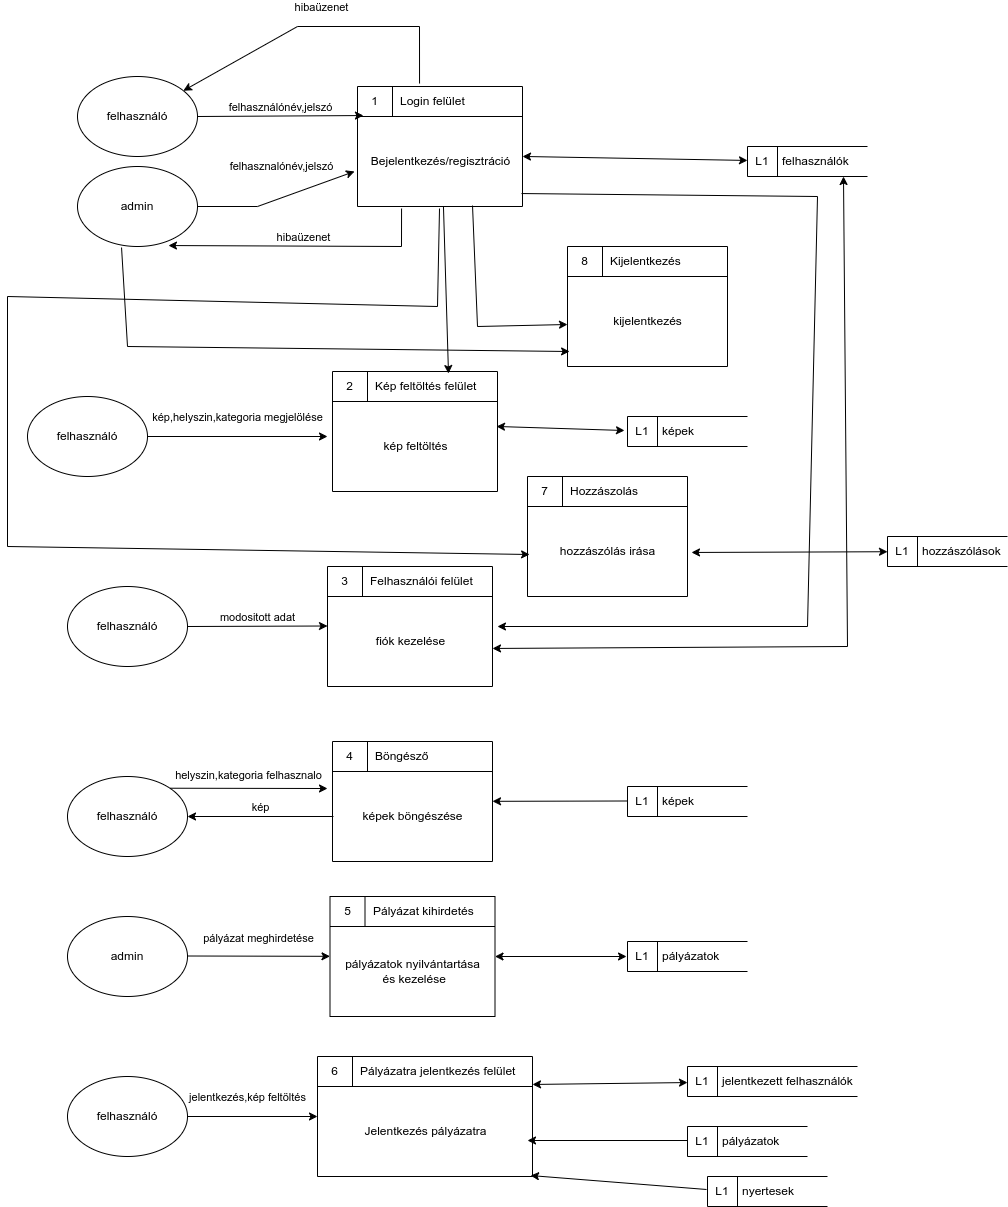 hibaüzenet
felhasználó
felhasználónév,jelszó
1
Login felület
Bejelentkezés/regisztráció
L1
felhasználók
felhasznalónév,jelszó
admin
hibaüzenet
8
Kijelentkezés
kijelentkezés
2
Kép feltöltés felület
kép feltöltés
felhasználó
kép,helyszin,kategoria megjelölése
L1
képek
7
Hozzászolás
hozzászólás irása
L1
hozzászólások
3
Felhasználói felület
fiók kezelése
felhasználó
modositott adat
4
Böngésző
képek böngészése
helyszin,kategoria felhasznalo
kép
felhasználó
L1
képek
5
Pályázat kihirdetés
pályázatok nyilvántartása
és kezelése
admin
pályázat meghirdetése
L1
pályázatok
6
Pályázatra jelentkezés felület
Jelentkezés pályázatra
felhasználó
jelentkezés,kép feltöltés
L1
jelentkezett felhasználók
L1
pályázatok
L1
nyertesek